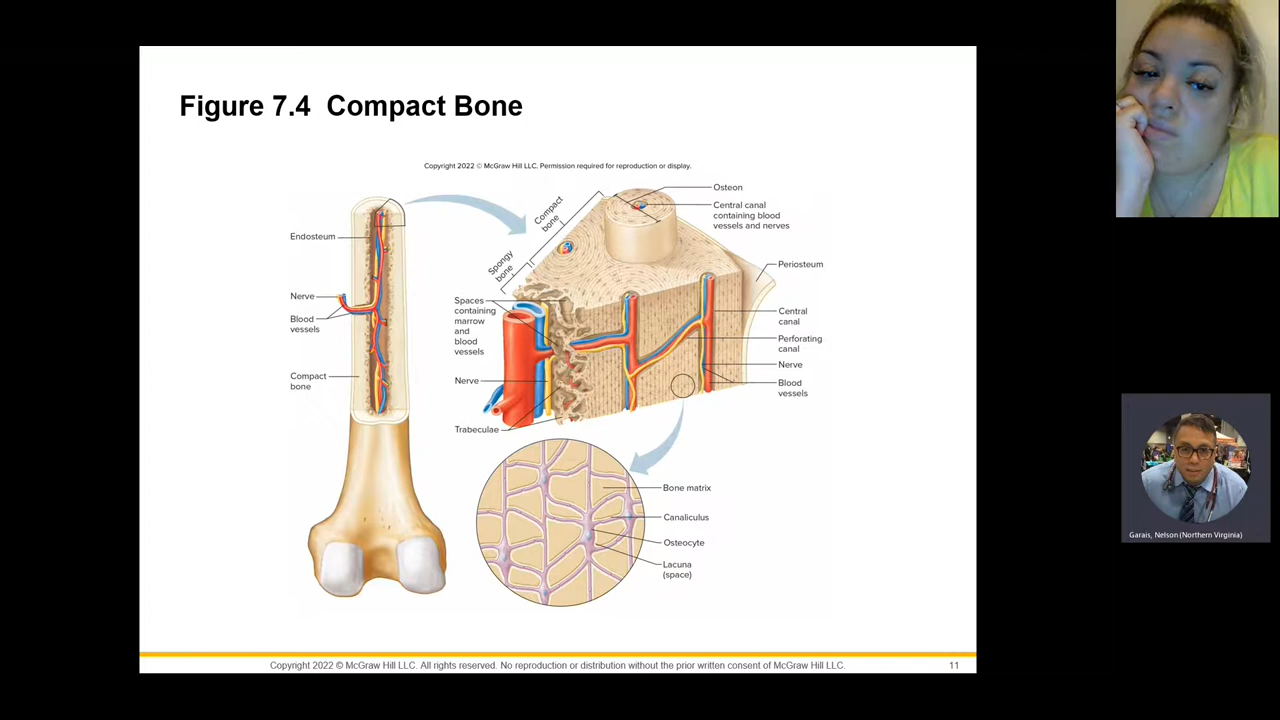 Figure 7.4 Compact Bone
Copyright 2022 © McGraw Hill LLC. Permission required for reproduction or display.
Endosteum
Nerve
Blood
vessels
Compact
bone
Compact
bone
Spongy
bone
Spaces
containing
marrow
and
blood
vessels
Nerve
Trabeculae
Osteon
Central canal
containing blood
vessels and nerves
Periosteum
Central
canal
Perforating
canal
Nerve
Blood
vessels
Bone matrix
Canaliculus
Osteocyte
Lacuna
(space)
Copyright 2022 © McGraw Hill LLC. All rights reserved. No reproduction or distribution without the prior written consent of McGraw Hill LLC.
11
Garais, Nelson (Northern Virginia)